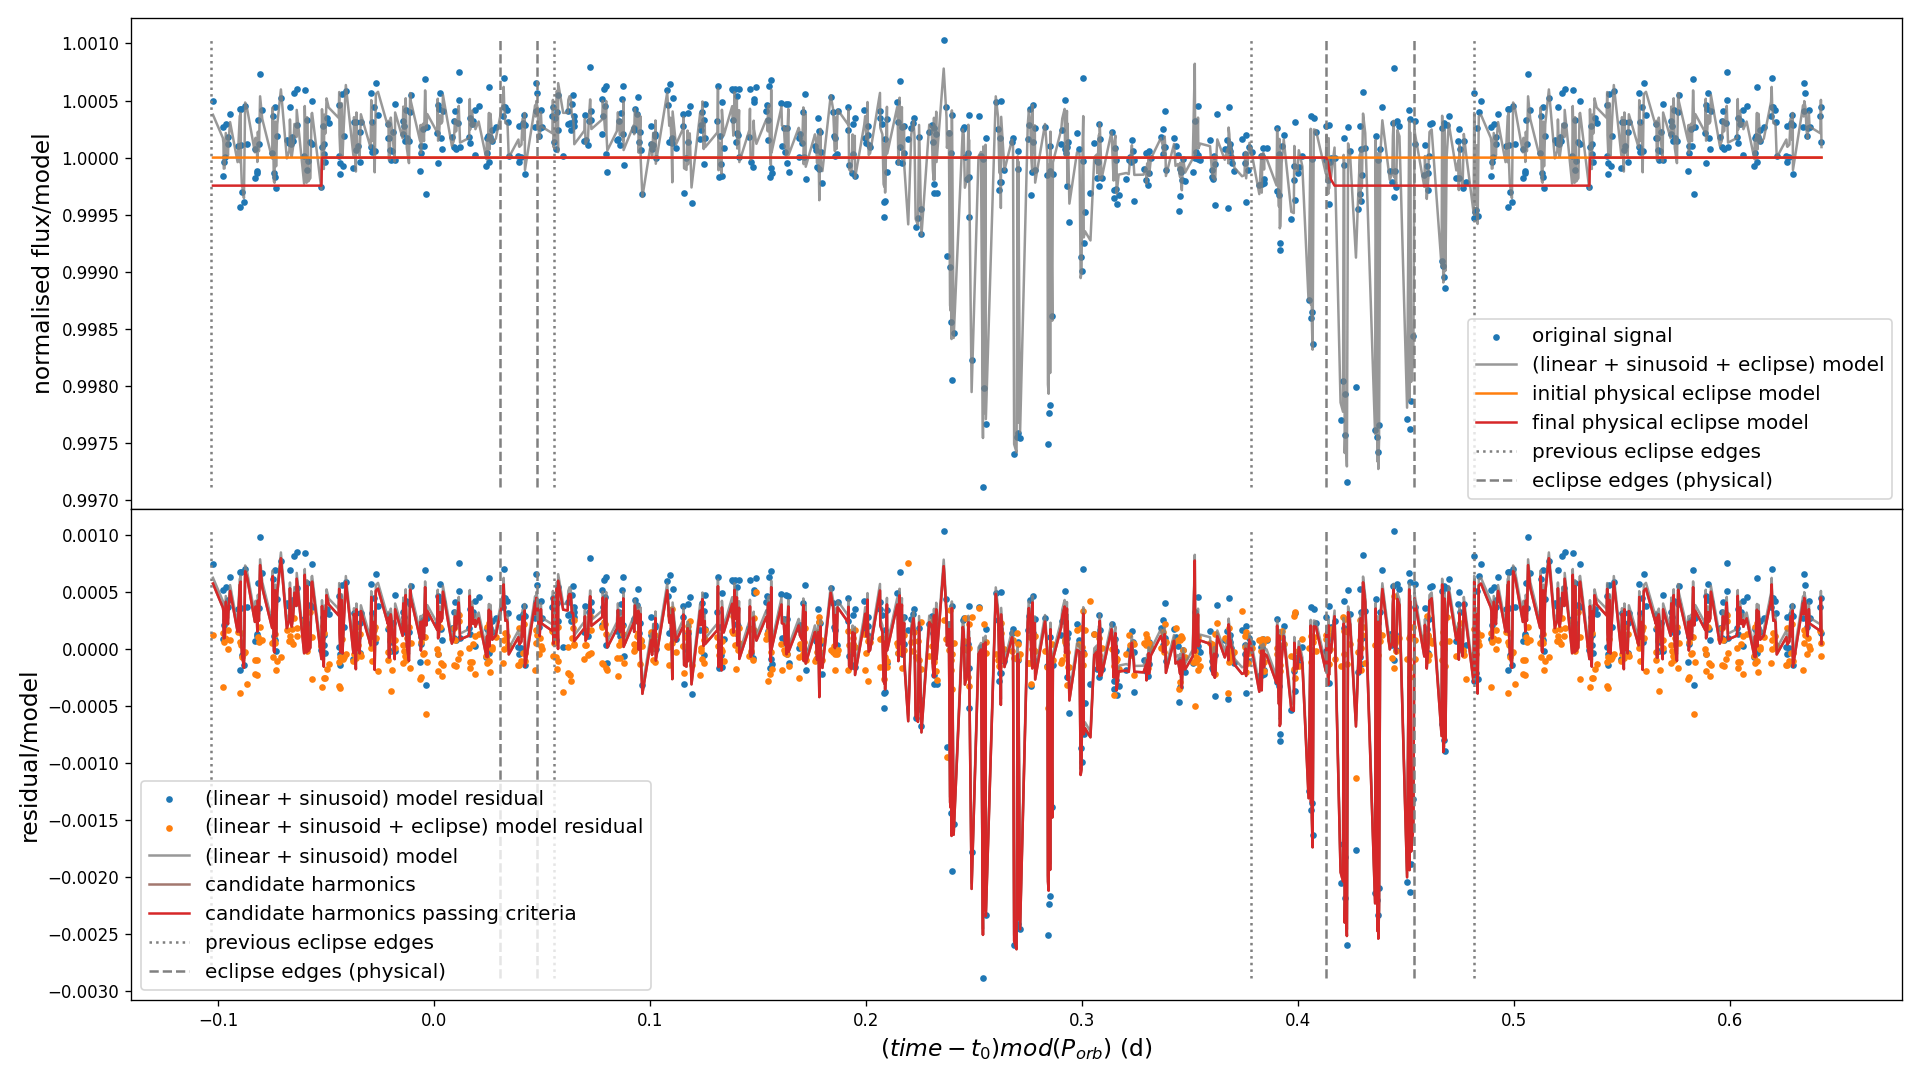 1.0010
1.0005
1.0000
0.9995
0.9990
0.9985
0.9980
0.9975
0.9970
normalised flux/model
original signal
(linear + sinusoid + eclipse) model
initial physical eclipse model
final physical eclipse model
previous eclipse edges
eclipse edges (physical)
0.0010
0.0005
0.0000
−0.0005
−0.0010
−0.0015
−0.0020
−0.0025
−0.0030
residual/model
(linear + sinusoid) model residual
(linear + sinusoid + eclipse) model residual
(linear + sinusoid) model
candidate harmonics
candidate harmonics passing criteria
previous eclipse edges
eclipse edges (physical)
−0.1 0.0 0.1 0.2 0.3 0.4 0.5 0.6
(time − t₀)mod(Pₒᵣb) (d)